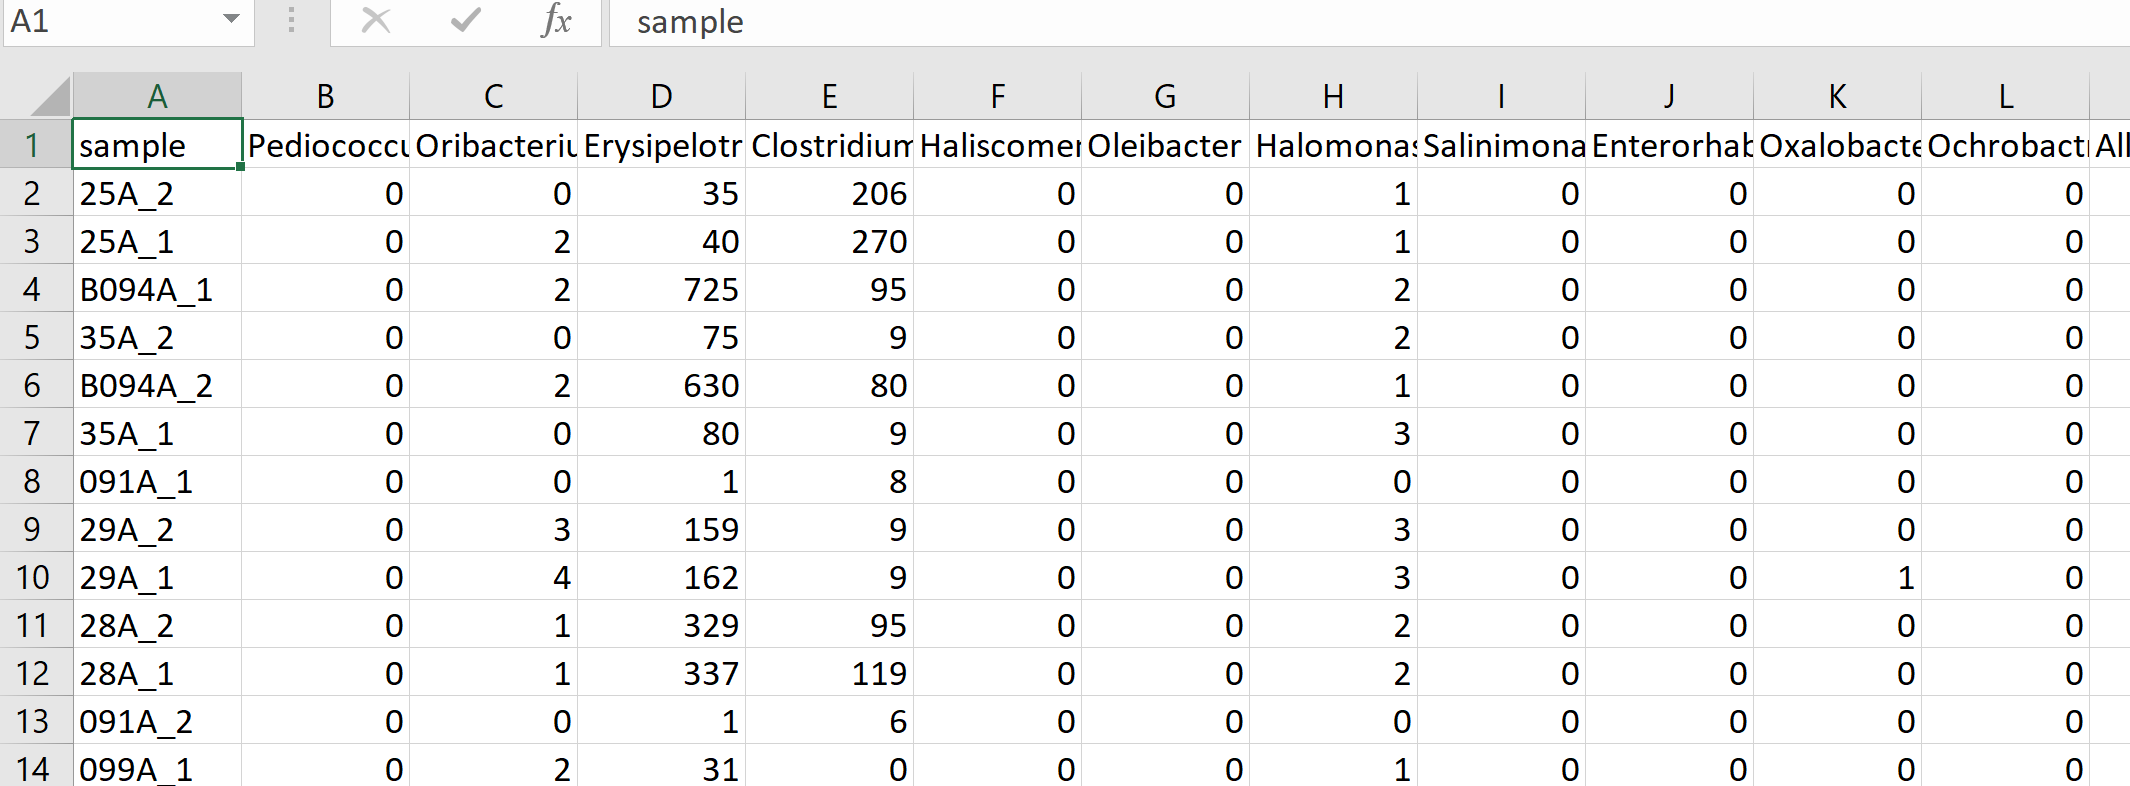 A1 fx sample
A B C D E F G H I J K L
1 sample Pediococcu Oribacteriu Erysipelotr Clostridium Haliscomer Oleibacter Halomonas Salinimona Enterorhab Oxalobacte Ochrobactr All
2 25A_2 0 0 35 206 0 0 1 0 0 0 0
3 25A_1 0 2 40 270 0 0 1 0 0 0 0
4 B094A_1 0 2 725 95 0 0 2 0 0 0 0
5 35A_2 0 0 75 9 0 0 2 0 0 0 0
6 B094A_2 0 2 630 80 0 0 1 0 0 0 0
7 35A_1 0 0 80 9 0 0 3 0 0 0 0
8 091A_1 0 0 1 8 0 0 0 0 0 0 0
9 29A_2 0 3 159 9 0 0 3 0 0 0 0
10 29A_1 0 4 162 9 0 0 3 0 0 1 0
11 28A_2 0 1 329 95 0 0 2 0 0 0 0
12 28A_1 0 1 337 119 0 0 2 0 0 0 0
13 091A_2 0 0 1 6 0 0 0 0 0 0 0
14 099A_1 0 2 31 0 0 0 1 0 0 0 0